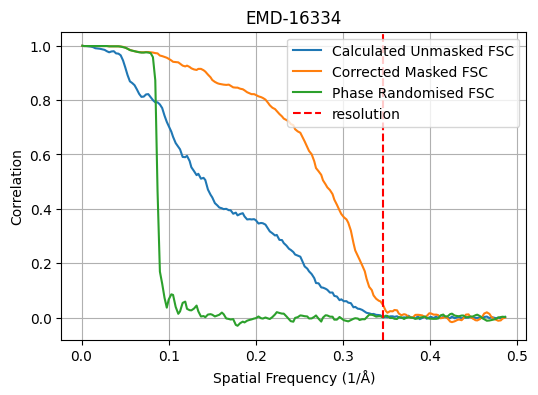 EMD-16334
Calculated Unmasked FSC
Corrected Masked FSC
Phase Randomised FSC
resolution
Correlation
1.0
0.8
0.6
0.4
0.2
0.0
0.0 0.1 0.2 0.3 0.4 0.5
Spatial Frequency (1/Å)